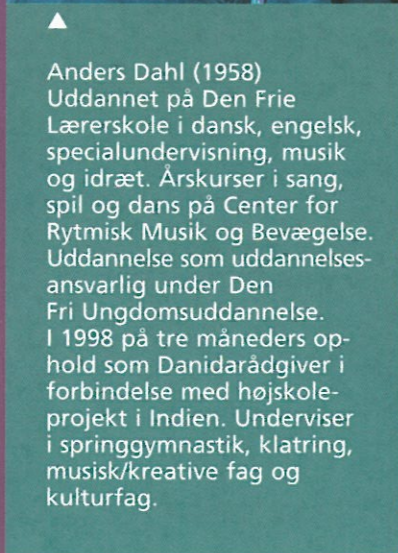 Anders Dahl (1958)
Uddannet på Den Frie
Lærerskole i dansk, engelsk,
specialundervisning, musik
og idræt. Årskurser i sang,
spil og dans på Center for
Rytmisk Musik og Bevægelse.
Uddannelse som uddannelses-
ansvarlig under Den
Fri Ungdomsuddannelse.
I 1998 på tre måneders op-
hold som Danidarådgiver i
forbindelse med højskole-
projekt i Indien. Underviser
i springgymnastik, klatring,
musisk/kreative fag og
kulturfag.